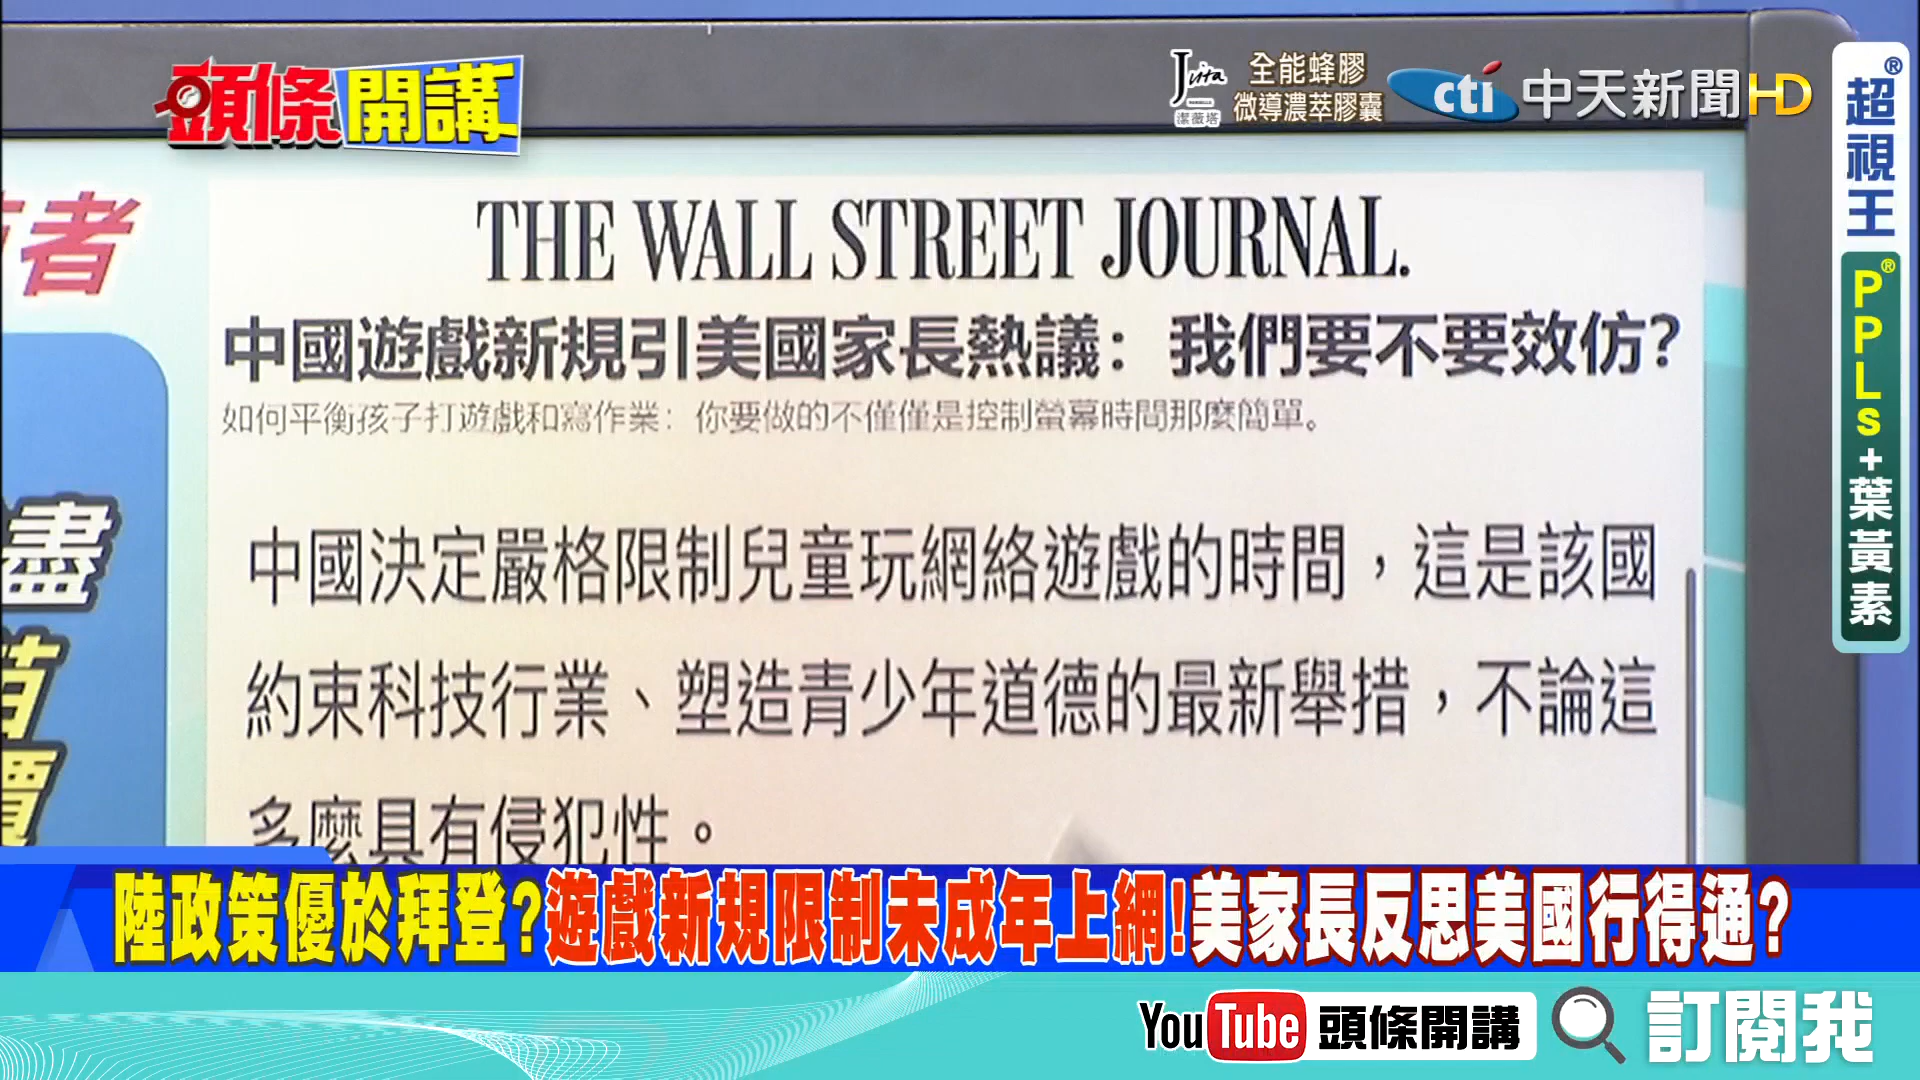 頭條開講
Jvita
潔薇塔
全能蜂膠
微導濃萃膠囊
cti 中天新聞HD
超視王®
PPLs®+葉黃素
者
THE WALL STREET JOURNAL.
中國遊戲新規引美國家長熱議：我們要不要效仿？
如何平衡孩子打遊戲和寫作業：你要做的不僅僅是控制螢幕時間那麼簡單。
盡
中國決定嚴格限制兒童玩網絡遊戲的時間，這是該國
約束科技行業、塑造青少年道德的最新舉措，不論這
多麼具有侵犯性。
陸政策優於拜登?遊戲新規限制未成年上網!美家長反思美國行得通?
YouTube 頭條開講 訂閱我